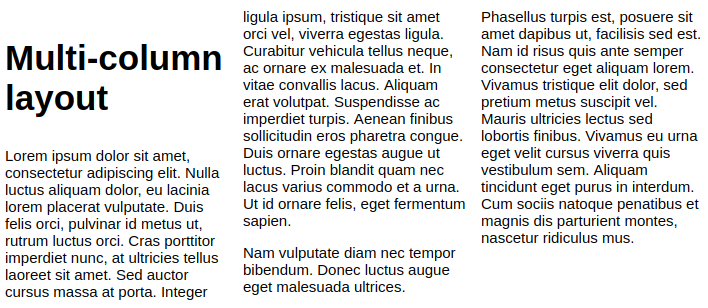 Multi-column
layout
Lorem ipsum dolor sit amet,
consectetur adipiscing elit. Nulla
luctus aliquam dolor, eu lacinia
lorem placerat vulputate. Duis
felis orci, pulvinar id metus ut,
rutrum luctus orci. Cras porttitor
imperdiet nunc, at ultricies tellus
laoreet sit amet. Sed auctor
cursus massa at porta. Integer
ligula ipsum, tristique sit amet
orci vel, viverra egestas ligula.
Curabitur vehicula tellus neque,
ac ornare ex malesuada et. In
vitae convallis lacus. Aliquam
erat volutpat. Suspendisse ac
imperdiet turpis. Aenean finibus
sollicitudin eros pharetra congue.
Duis ornare egestas augue ut
luctus. Proin blandit quam nec
lacus varius commodo et a urna.
Ut id ornare felis, eget fermentum
sapien.
Nam vulputate diam nec tempor
bibendum. Donec luctus augue
eget malesuada ultrices.
Phasellus turpis est, posuere sit
amet dapibus ut, facilisis sed est.
Nam id risus quis ante semper
consectetur eget aliquam lorem.
Vivamus tristique elit dolor, sed
pretium metus suscipit vel.
Mauris ultricies lectus sed
lobortis finibus. Vivamus eu urna
eget velit cursus viverra quis
vestibulum sem. Aliquam
tincidunt eget purus in interdum.
Cum sociis natoque penatibus et
magnis dis parturient montes,
nascetur ridiculus mus.